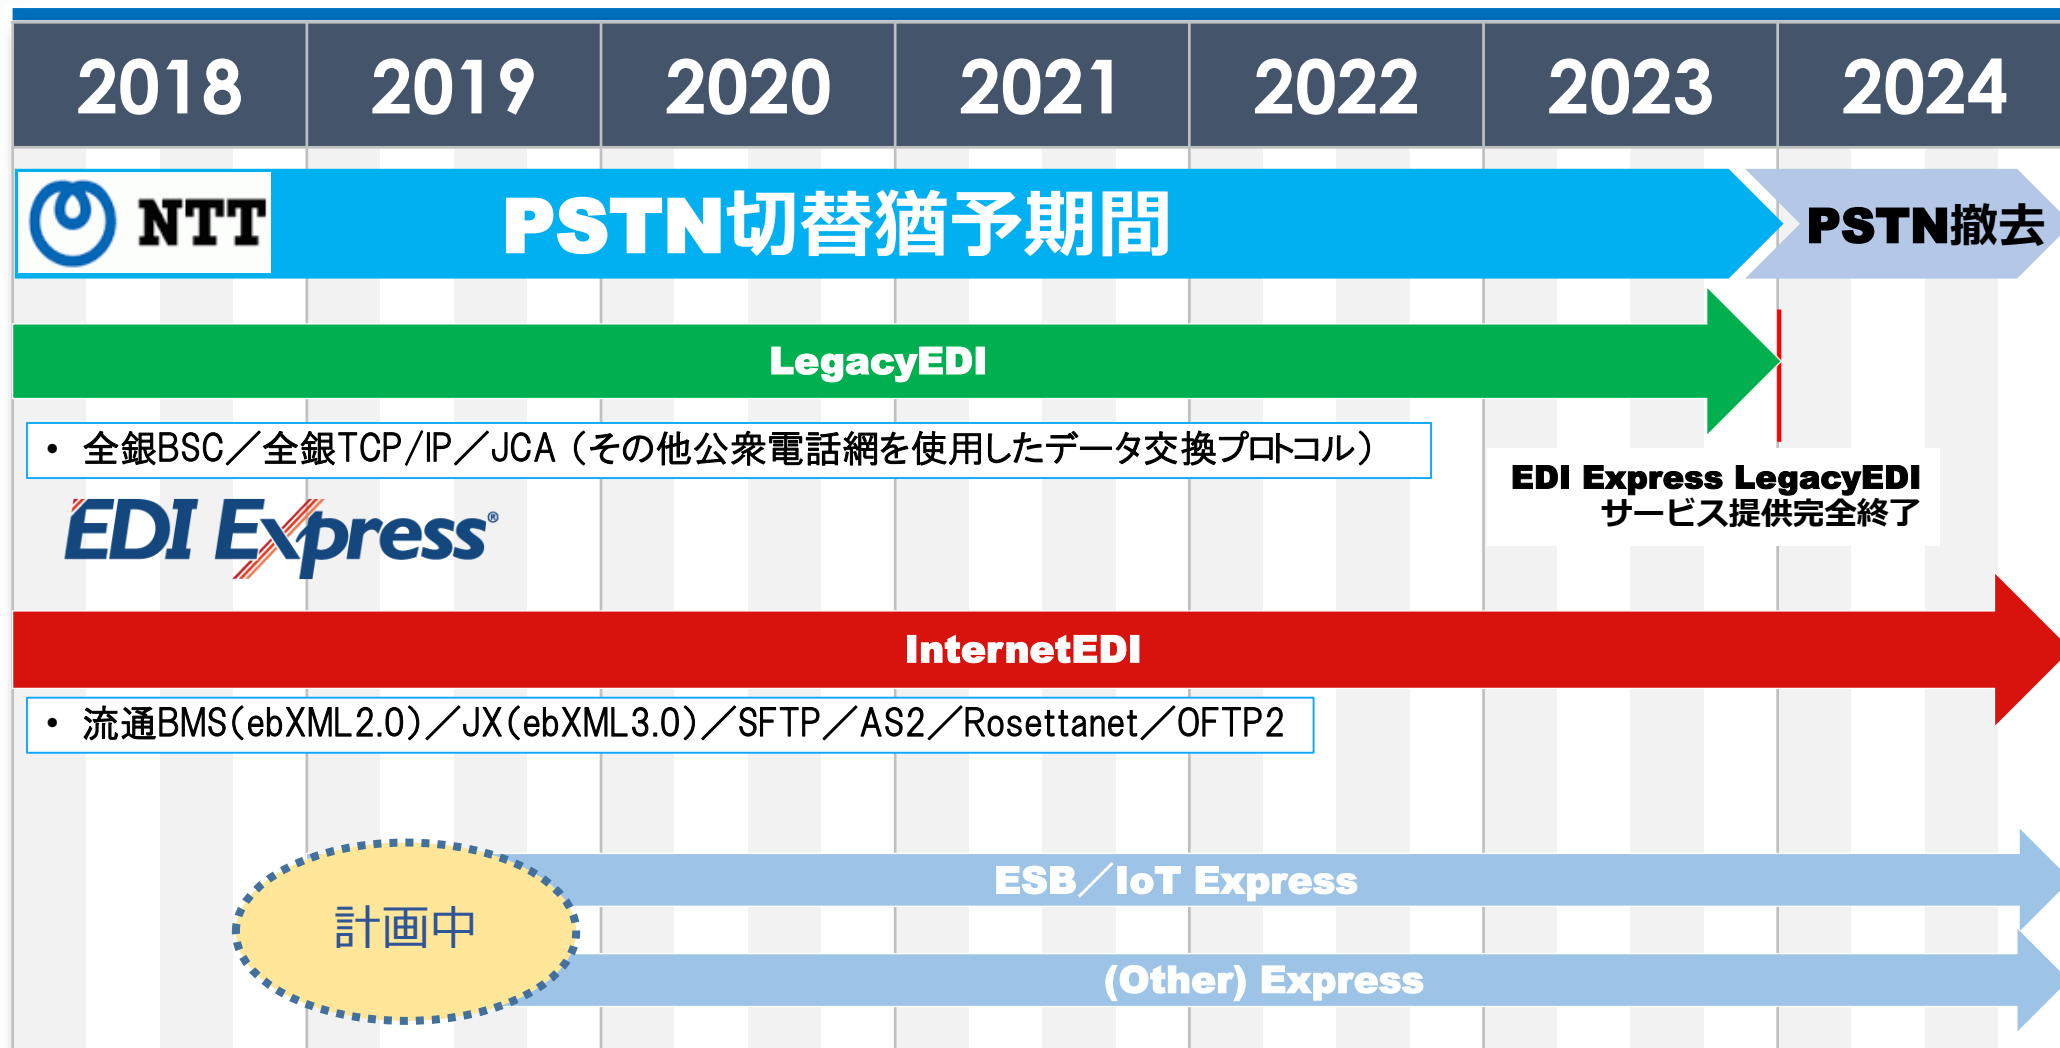 2018 2019 2020 2021 2022 2023 2024
NTT PSTN切替猶予期間 PSTN撤去
LegacyEDI
• 全銀BSC／全銀TCP/IP／JCA（その他公衆電話網を使用したデータ交換プロトコル）
EDI Express LegacyEDI
サービス提供完全終了
EDI Express®
InternetEDI
• 流通BMS(ebXML2.0)／JX(ebXML3.0)／SFTP／AS2／Rosettanet／OFTP2
ESB／IoT Express
計画中
(Other) Express